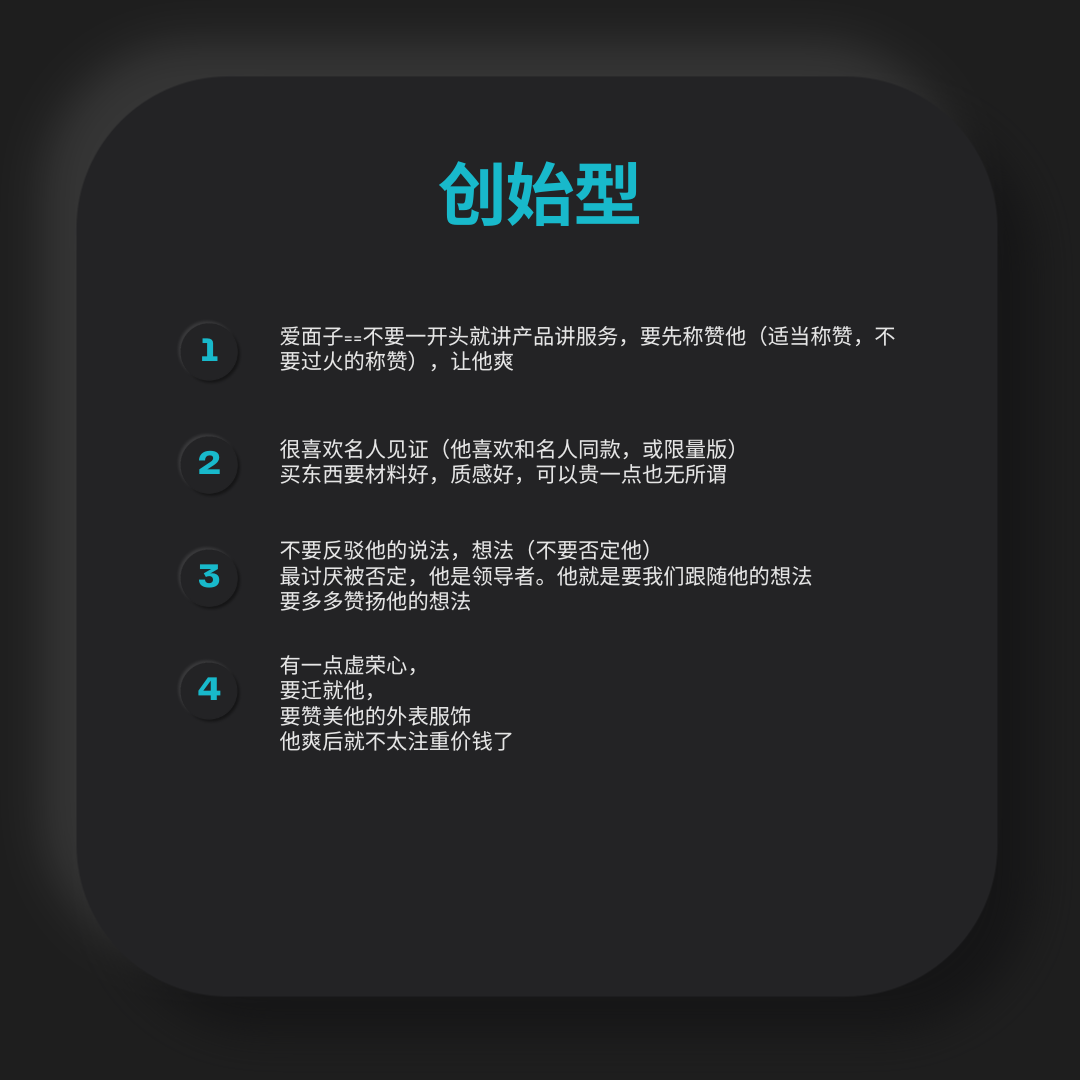 创始型
1
爱面子==不要一开头就讲产品讲服务，要先称赞他（适当称赞，不
要过火的称赞），让他爽
2
很喜欢名人见证（他喜欢和名人同款，或限量版）
买东西要材料好，质感好，可以贵一点也无所谓
3
不要反驳他的说法，想法（不要否定他）
最讨厌被否定，他是领导者。他就是要我们跟随他的想法
要多多赞扬他的想法
4
有一点虚荣心，
要迁就他，
要赞美他的外表服饰
他爽后就不太注重价钱了